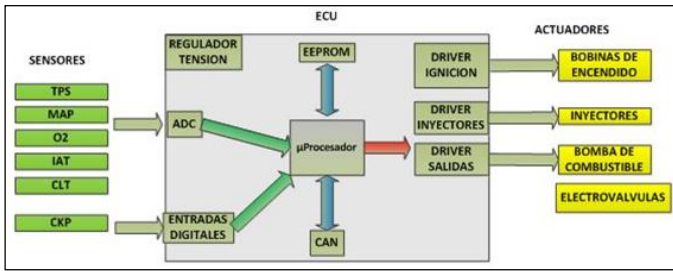 ECU
SENSORES
ACTUADORES
TPS
MAP
O2
IAT
CLT
CKP
REGULADOR
TENSION
ADC
ENTRADAS
DIGITALES
EEPROM
µProcesador
CAN
DRIVER
IGNICION
DRIVER
INYECTORES
DRIVER
SALIDAS
BOBINAS DE
ENCENDIDO
INYECTORES
BOMBA DE
COMBUSTIBLE
ELECTROVALVULAS